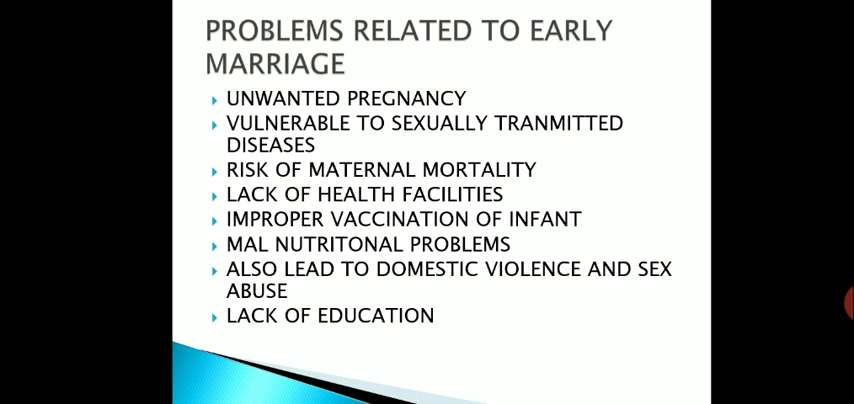 PROBLEMS RELATED TO EARLY
MARRIAGE
UNWANTED PREGNANCY
VULNERABLE TO SEXUALLY TRANMITTED
DISEASES
RISK OF MATERNAL MORTALITY
LACK OF HEALTH FACILITIES
IMPROPER VACCINATION OF INFANT
MAL NUTRITONAL PROBLEMS
ALSO LEAD TO DOMESTIC VIOLENCE AND SEX
ABUSE
LACK OF EDUCATION